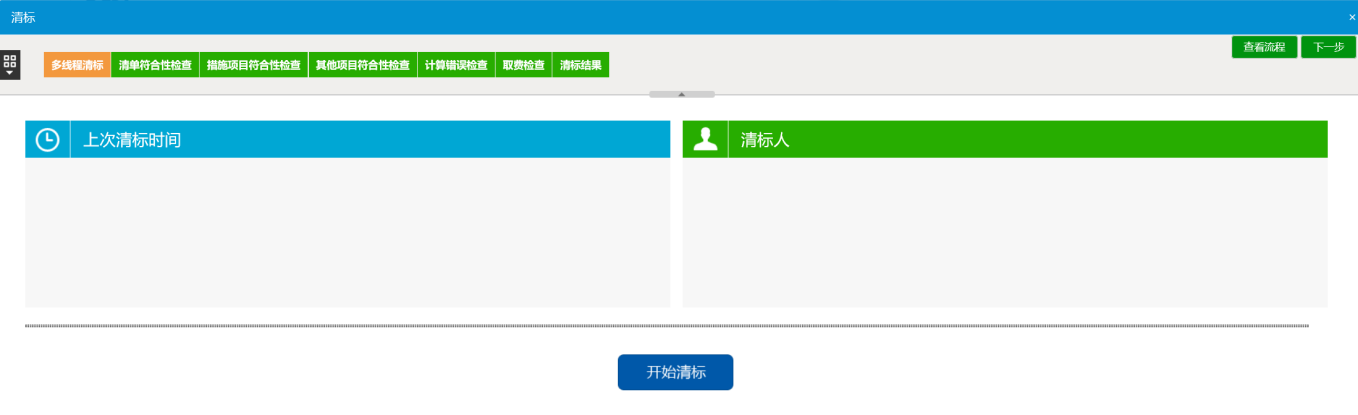 清标
×
查看流程 下一步
多线程清标 清单符合性检查 措施项目符合性检查 其他项目符合性检查 计算错误检查 取费检查 清标结果
上次清标时间 清标人
开始清标